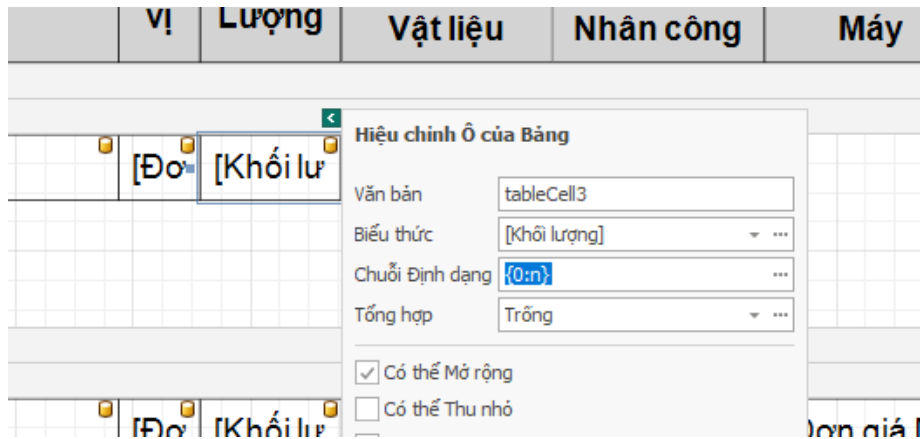 vị
Lượng
Vật liệu
Nhân công
Máy
Hiệu chỉnh Ô của Bảng
[Đơ
[Khối lư
Văn bản
tableCell3
Biểu thức
[Khối lượng]
Chuỗi Định dạng
{0:n}
Tổng hợp
Trống
Có thể Mở rộng
Có thể Thu nhỏ
[Đơ
[Khối lư
Đơn giá